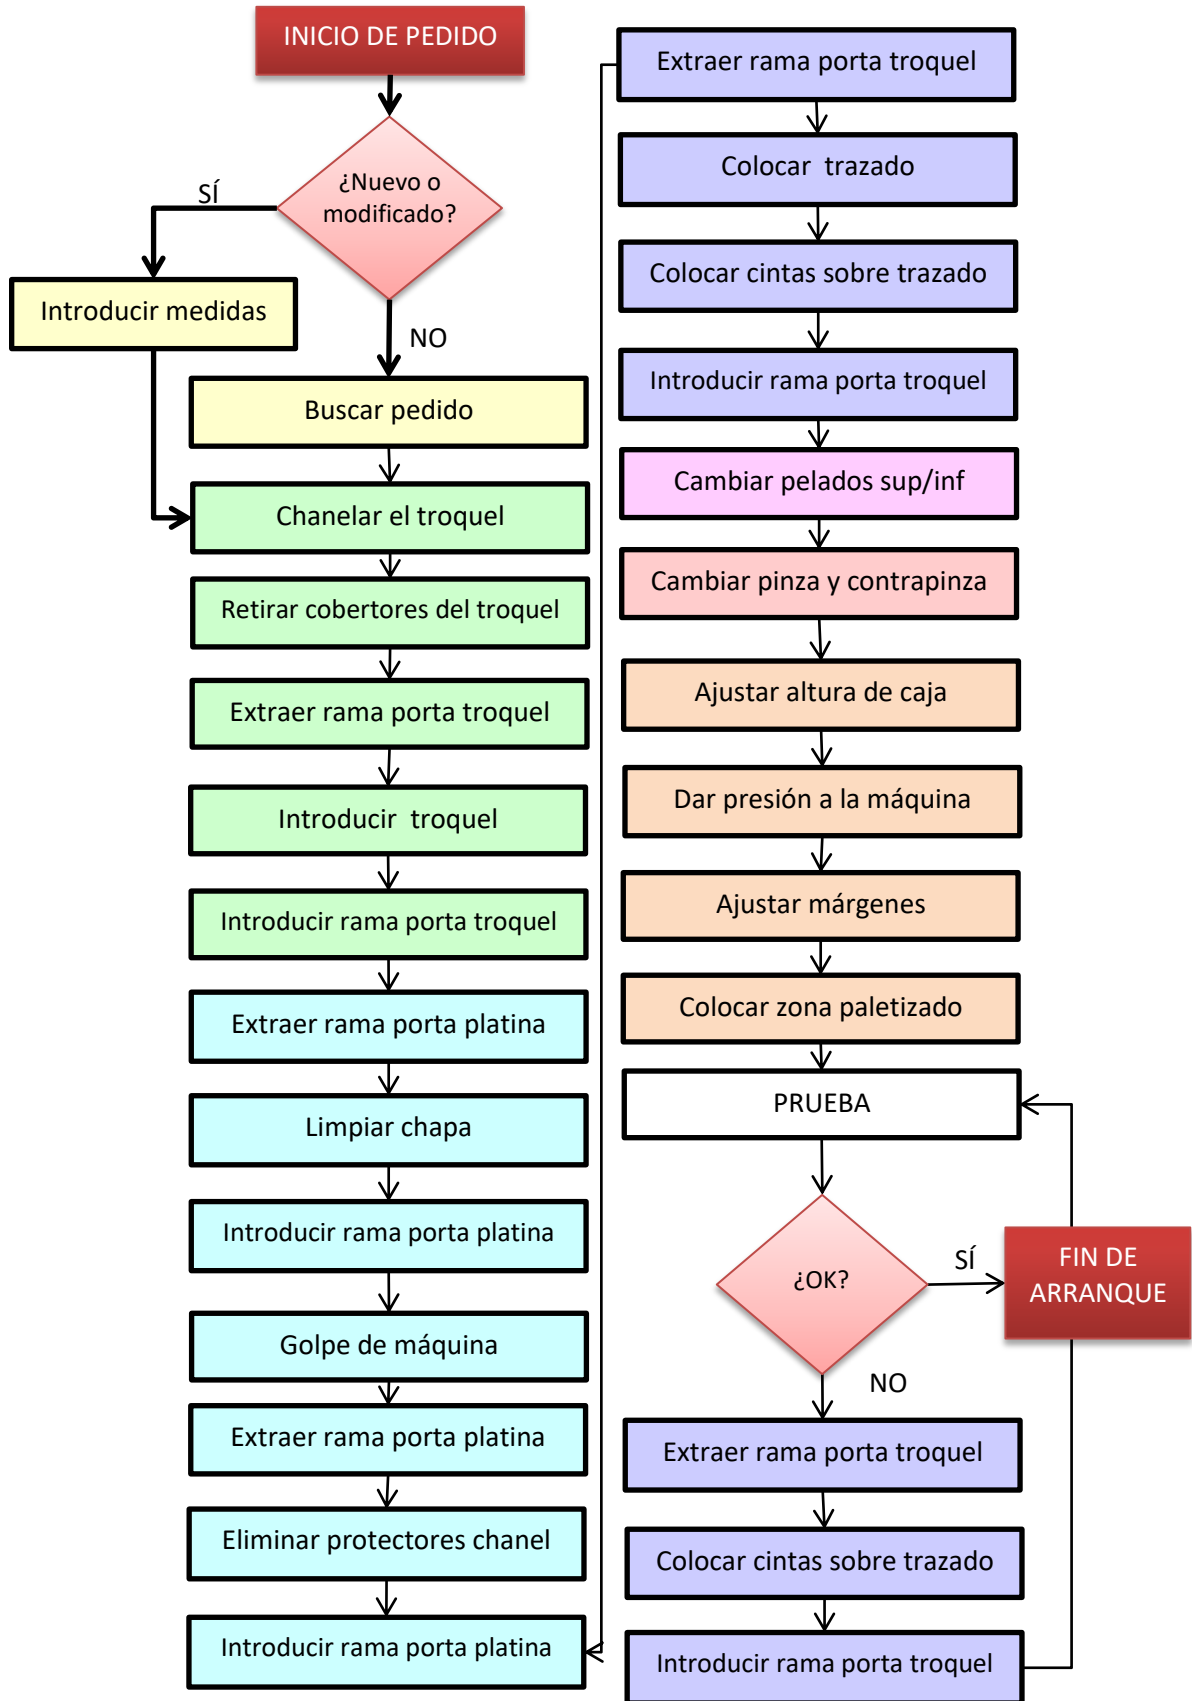 INICIO DE PEDIDO
¿Nuevo o
modificado?
SÍ
Introducir medidas
NO
Buscar pedido
Chanelar el troquel
Retirar cobertores del troquel
Extraer rama porta troquel
Introducir troquel
Introducir rama porta troquel
Extraer rama porta platina
Limpiar chapa
Introducir rama porta platina
Golpe de máquina
Extraer rama porta platina
Eliminar protectores chanel
Introducir rama porta platina
Extraer rama porta troquel
Colocar trazado
Colocar cintas sobre trazado
Introducir rama porta troquel
Cambiar pelados sup/inf
Cambiar pinza y contrapinza
Ajustar altura de caja
Dar presión a la máquina
Ajustar márgenes
Colocar zona paletizado
PRUEBA
¿OK?
SÍ
FIN DE
ARRANQUE
NO
Extraer rama porta troquel
Colocar cintas sobre trazado
Introducir rama porta troquel